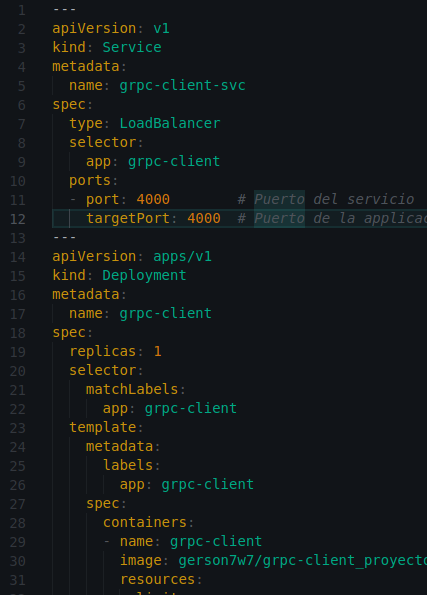 1 ---
2 apiVersion: v1
3 kind: Service
4 metadata:
5   name: grpc-client-svc
6 spec:
7   type: LoadBalancer
8   selector:
9     app: grpc-client
10   ports:
11   - port: 4000        # Puerto del servicio
12     targetPort: 4000  # Puerto de la applicac
13 ---
14 apiVersion: apps/v1
15 kind: Deployment
16 metadata:
17   name: grpc-client
18 spec:
19   replicas: 1
20   selector:
21     matchLabels:
22       app: grpc-client
23   template:
24     metadata:
25       labels:
26         app: grpc-client
27     spec:
28       containers:
29       - name: grpc-client
30         image: gerson7w7/grpc-client_proyecto
31         resources: